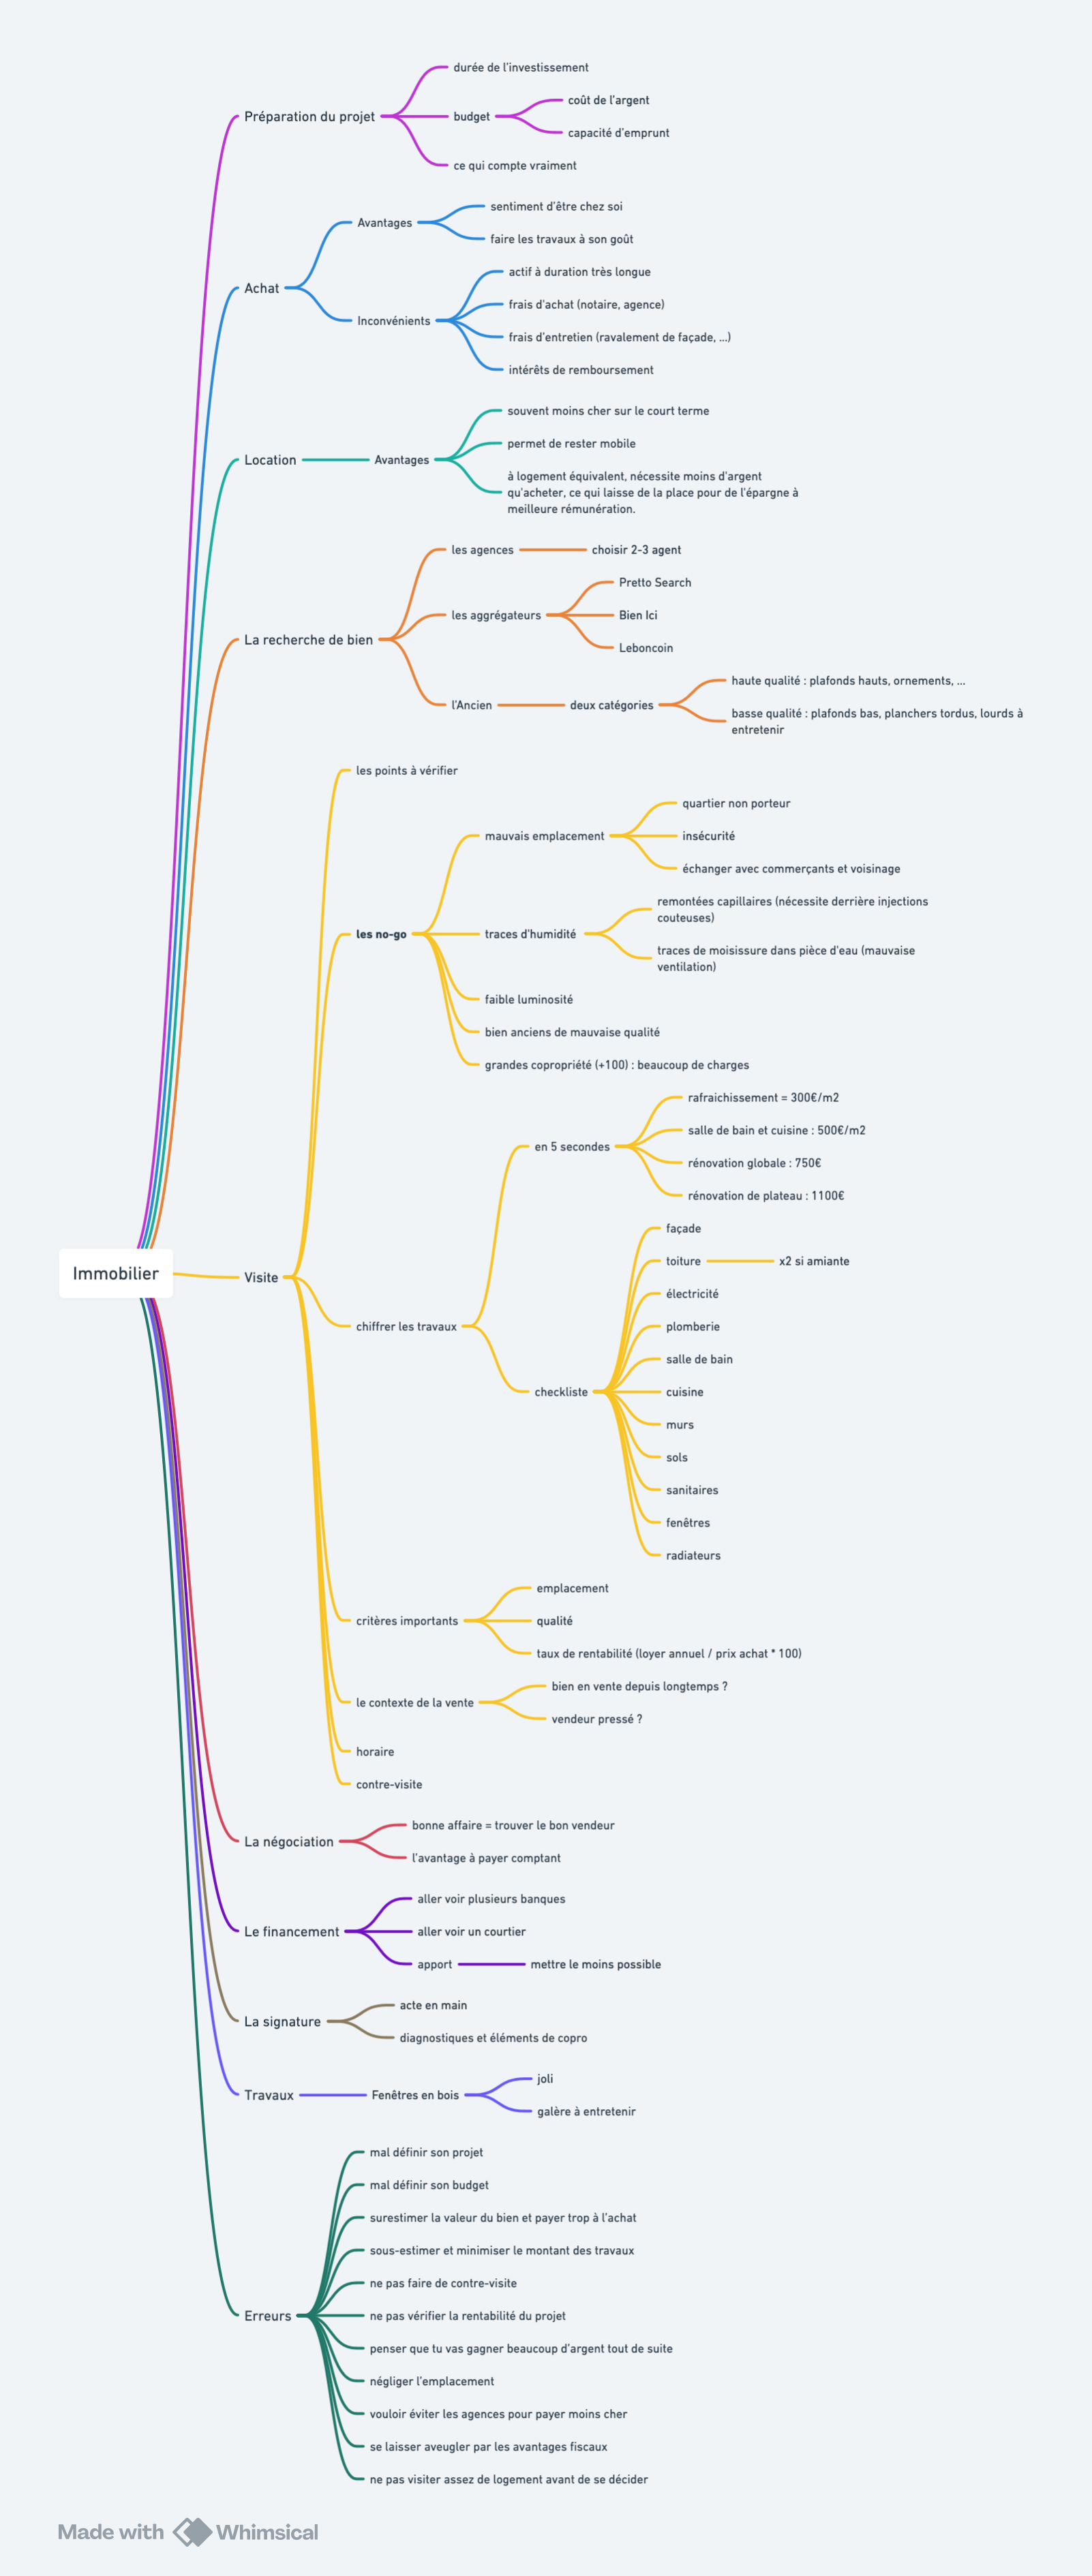 durée de l'investissement
coût de l'argent
Préparation du projet
budget
capacité d'emprunt
ce qui compte vraiment
sentiment d'être chez soi
Avantages
faire les travaux à son goût
actif à duration très longue
Achat
frais d'achat (notaire, agence)
Inconvénients
frais d'entretien (ravalement de façade, ...)
intérêts de remboursement
souvent moins cher sur le court terme
permet de rester mobile
Location
Avantages
à logement équivalent, nécessite moins d'argent
qu'acheter, ce qui laisse de la place pour de l'épargne à
meilleure rémunération.
les agences
choisir 2-3 agent
Pretto Search
les aggrégateurs
Bien Ici
La recherche de bien
Leboncoin
haute qualité : plafonds hauts, ornements, ...
l'Ancien
deux catégories
basse qualité : plafonds bas, planchers tordus, lourds à
entretenir
les points à vérifier
quartier non porteur
mauvais emplacement
insécurité
échanger avec commerçants et voisinage
remontées capillaires (nécessite derrière injections
couteuses)
les no-go
traces d'humidité
traces de moisissure dans pièce d'eau (mauvaise
ventilation)
faible luminosité
bien anciens de mauvaise qualité
grandes copropriété (+100) : beaucoup de charges
rafraichissement = 300€/m2
salle de bain et cuisine : 500€/m2
en 5 secondes
rénovation globale : 750€
rénovation de plateau : 1100€
façade
toiture
x2 si amiante
Immobilier
Visite
électricité
chiffrer les travaux
plomberie
salle de bain
checkliste
cuisine
murs
sols
sanitaires
fenêtres
radiateurs
emplacement
critères importants
qualité
taux de rentabilité (loyer annuel / prix achat * 100)
bien en vente depuis longtemps ?
le contexte de la vente
vendeur pressé ?
horaire
contre-visite
bonne affaire = trouver le bon vendeur
La négociation
l'avantage à payer comptant
aller voir plusieurs banques
Le financement
aller voir un courtier
apport
mettre le moins possible
acte en main
La signature
diagnostiques et éléments de copro
joli
Travaux
Fenêtres en bois
galère à entretenir
mal définir son projet
mal définir son budget
surestimer la valeur du bien et payer trop à l'achat
sous-estimer et minimiser le montant des travaux
ne pas faire de contre-visite
Erreurs
ne pas vérifier la rentabilité du projet
penser que tu vas gagner beaucoup d'argent tout de suite
négliger l'emplacement
vouloir éviter les agences pour payer moins cher
se laisser aveugler par les avantages fiscaux
ne pas visiter assez de logement avant de se décider
Made with Whimsical